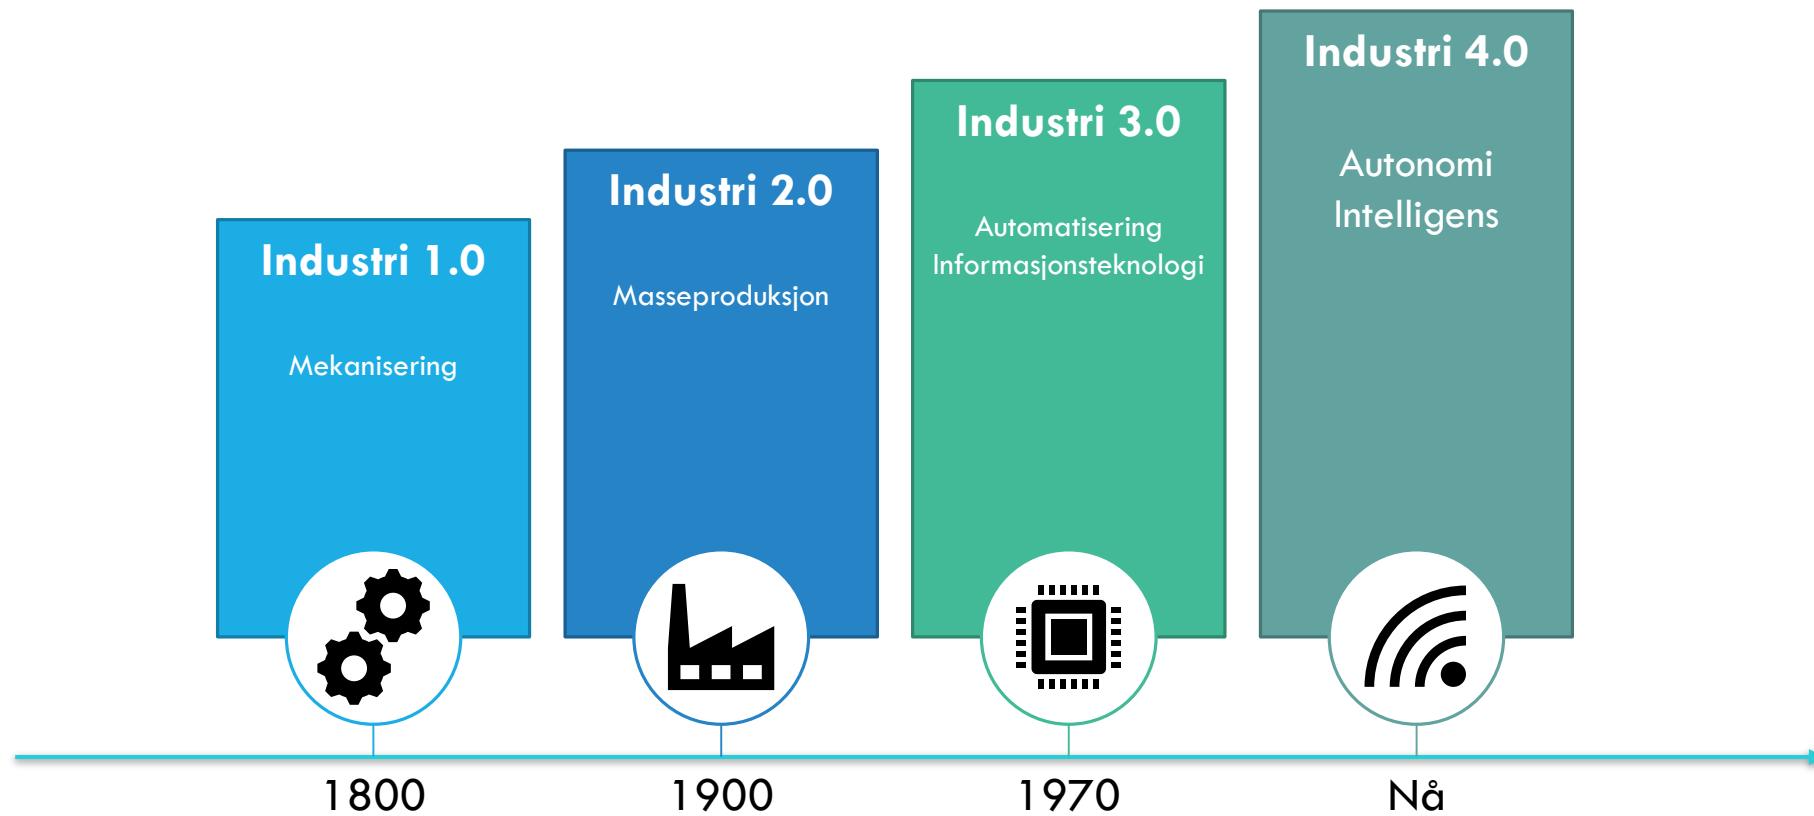 Industri 1.0
Mekanisering
Industri 2.0
Masseproduksjon
Industri 3.0
Automatisering
Informasjonsteknologi
Industri 4.0
Autonomi
Intelligens
1800
1900
1970
Nå